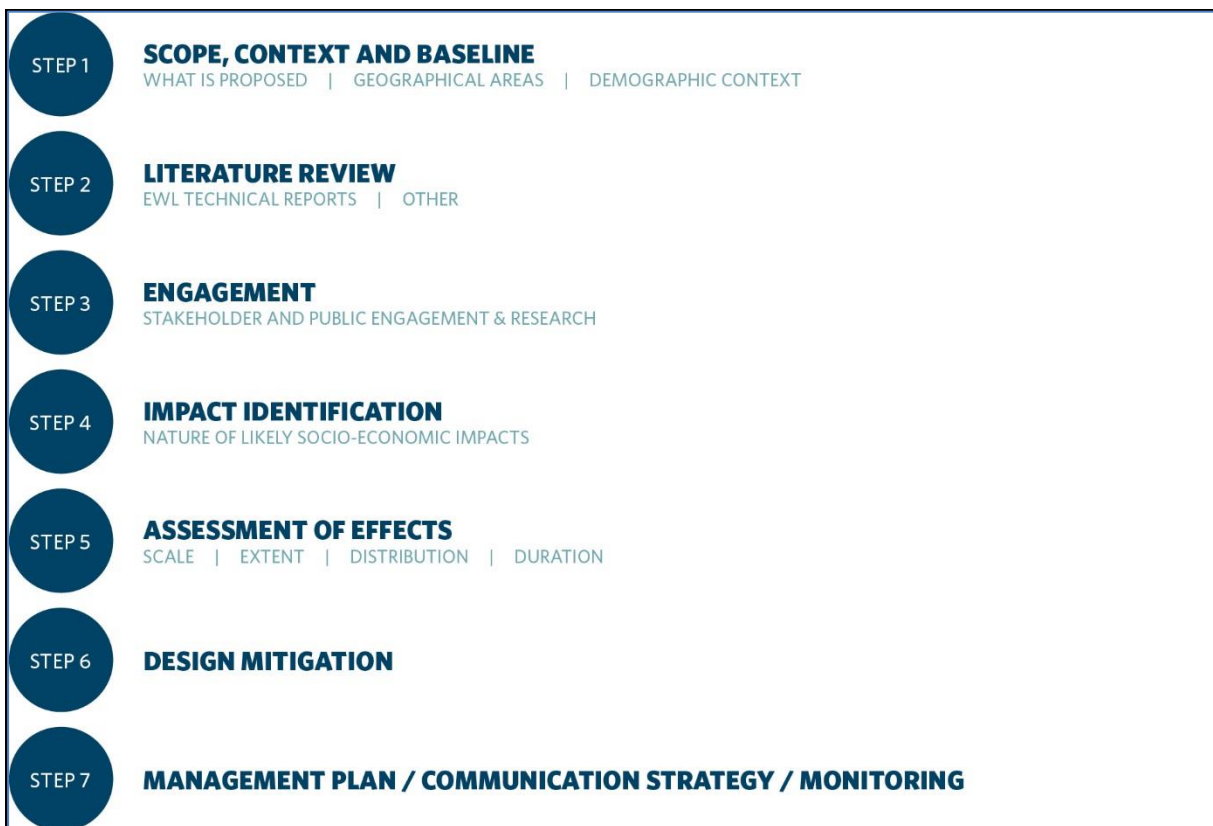 STEP 1
SCOPE, CONTEXT AND BASELINE
WHAT IS PROPOSED | GEOGRAPHICAL AREAS | DEMOGRAPHIC CONTEXT
STEP 2
LITERATURE REVIEW
EWL TECHNICAL REPORTS | OTHER
STEP 3
ENGAGEMENT
STAKEHOLDER AND PUBLIC ENGAGEMENT & RESEARCH
STEP 4
IMPACT IDENTIFICATION
NATURE OF LIKELY SOCIO-ECONOMIC IMPACTS
STEP 5
ASSESSMENT OF EFFECTS
SCALE | EXTENT | DISTRIBUTION | DURATION
STEP 6
DESIGN MITIGATION
STEP 7
MANAGEMENT PLAN / COMMUNICATION STRATEGY / MONITORING